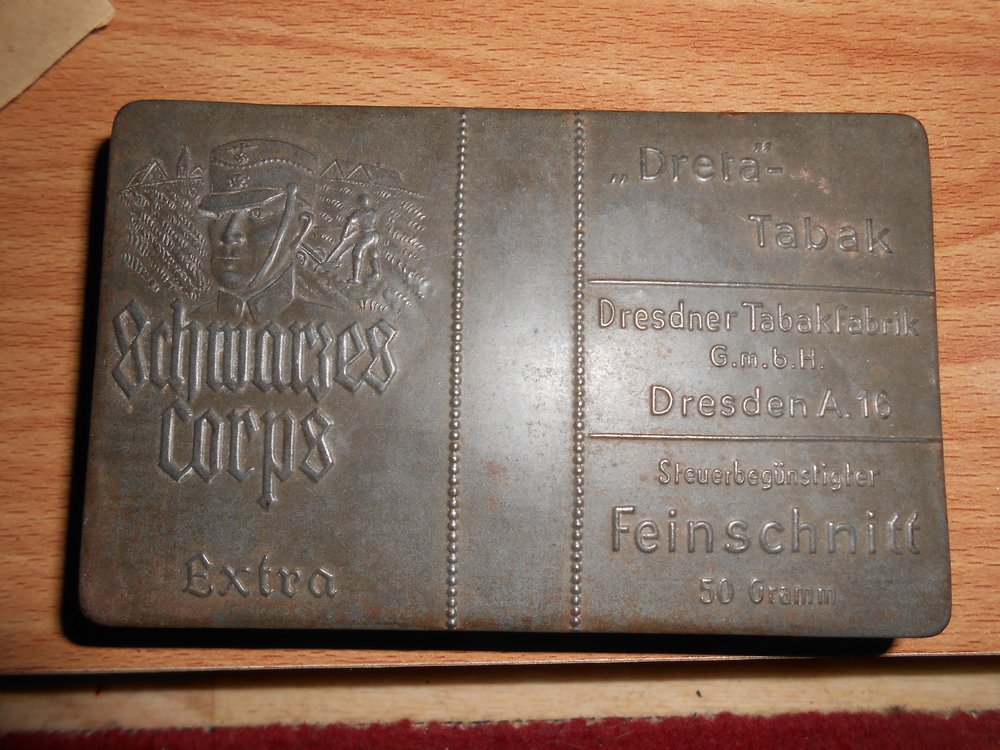 Schwarzes
Corps
Extra
„Dreta“-
Tabak
Dresdner Tabakfabrik
G.m.b.H.
Dresden A. 16
Steuerbegünstigter
Feinschnitt
50 Gramm